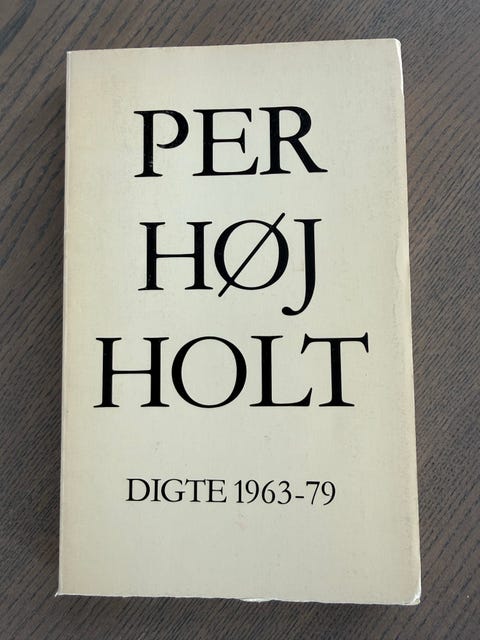 PER
HØJ
HOLT
DIGTE 1963-79